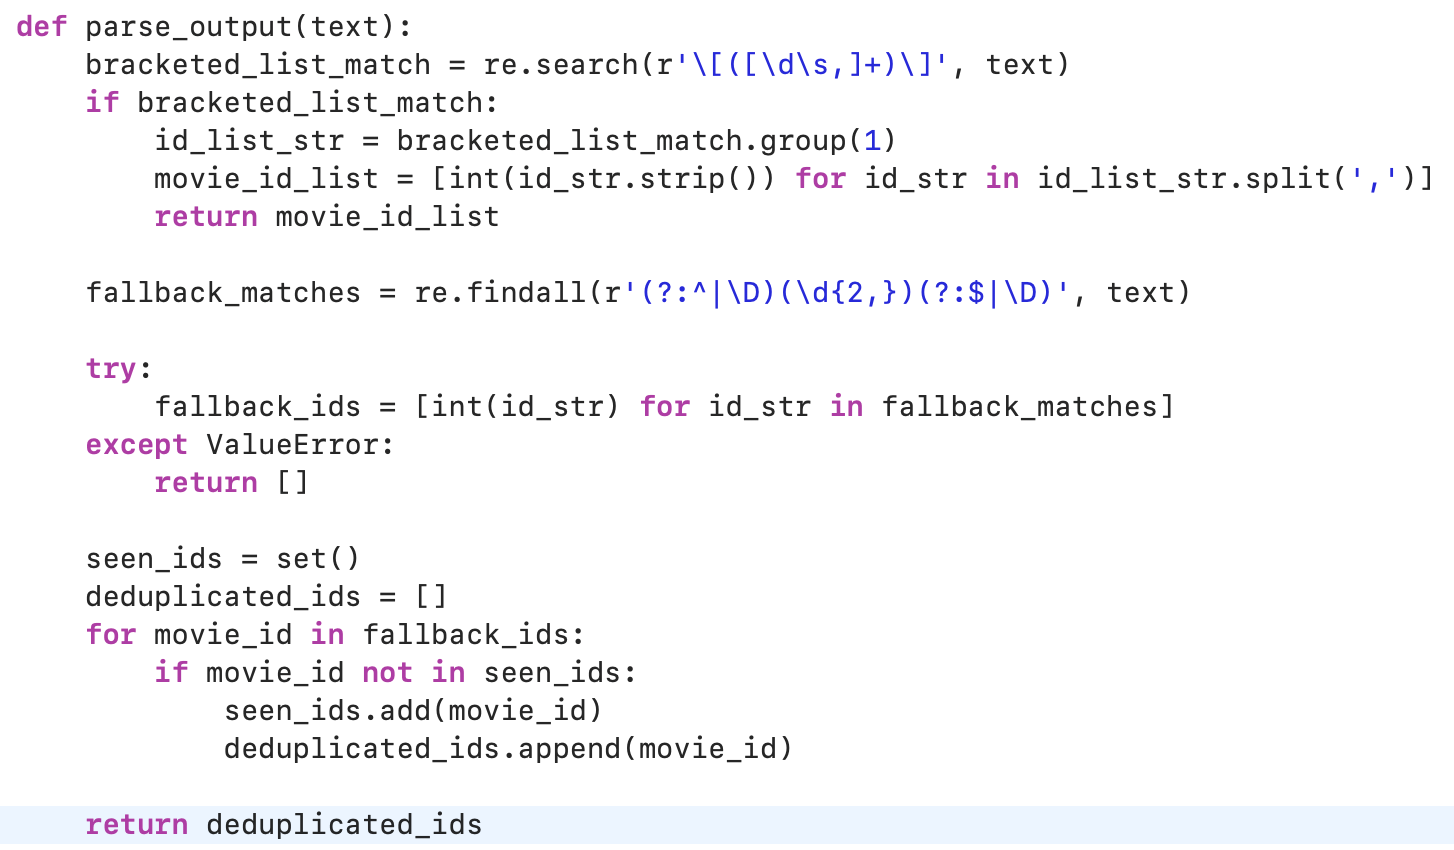 def parse_output(text):
    bracketed_list_match = re.search(r'\[([\d\s,]+)\]', text)
    if bracketed_list_match:
        id_list_str = bracketed_list_match.group(1)
        movie_id_list = [int(id_str.strip()) for id_str in id_list_str.split(',')]
        return movie_id_list

    fallback_matches = re.findall(r'(?:^|\D)(\d{2,})(?:$|\D)', text)

    try:
        fallback_ids = [int(id_str) for id_str in fallback_matches]
    except ValueError:
        return []

    seen_ids = set()
    deduplicated_ids = []
    for movie_id in fallback_ids:
        if movie_id not in seen_ids:
            seen_ids.add(movie_id)
            deduplicated_ids.append(movie_id)

    return deduplicated_ids